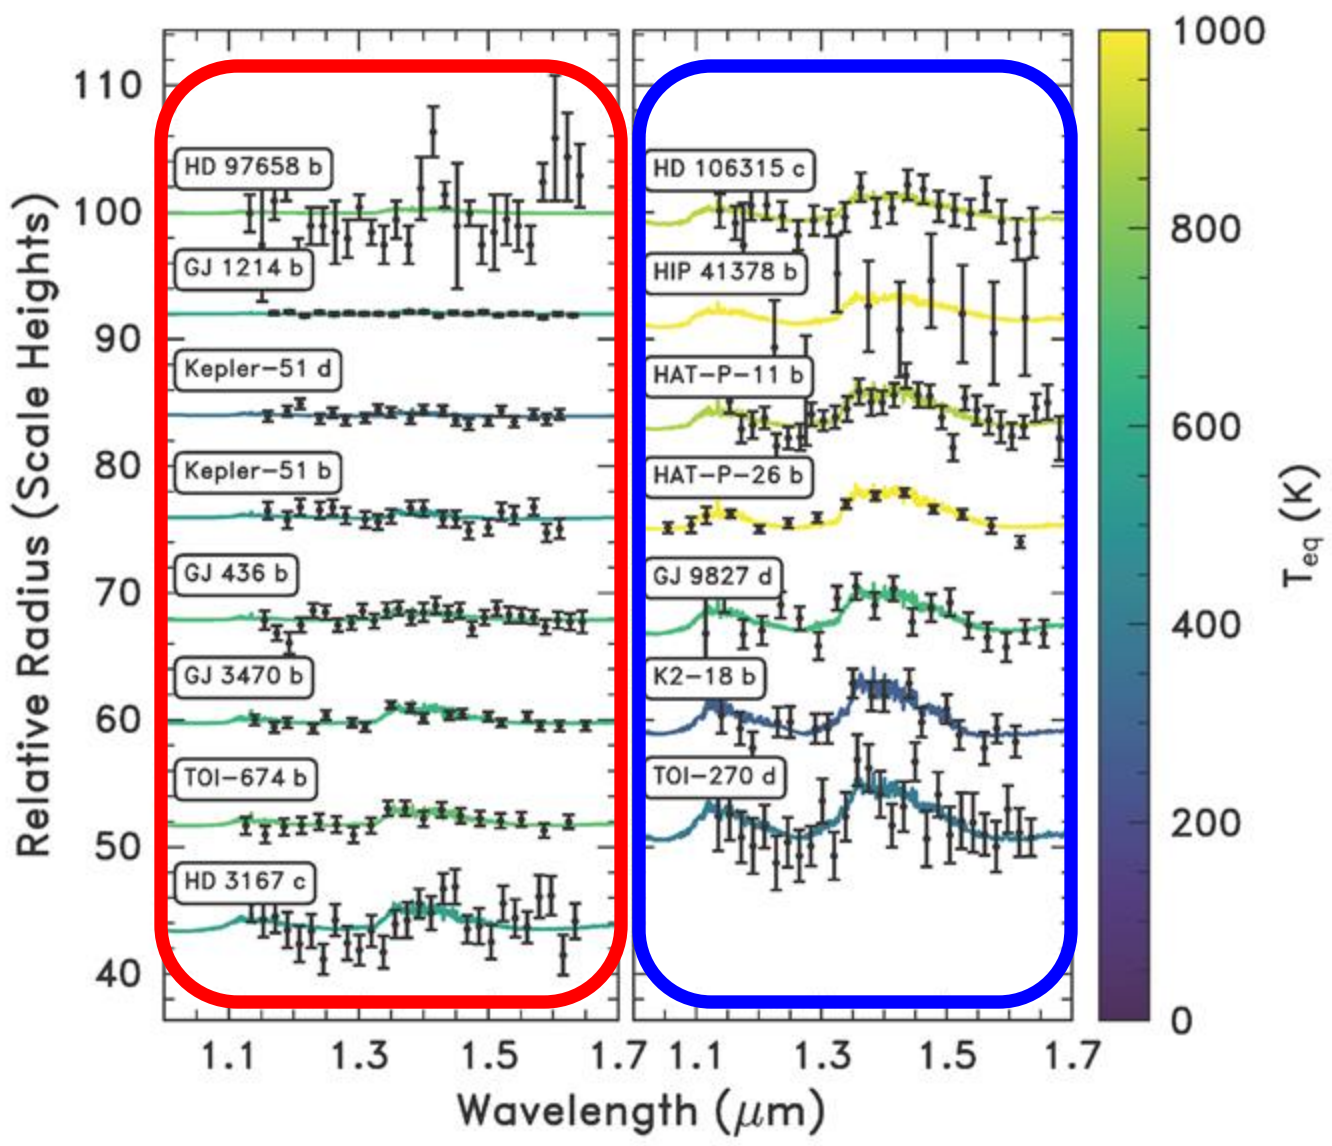 Relative Radius (Scale Heights)
110
100
90
80
70
60
50
40
HD 97658 b
GJ 1214 b
Kepler-51 d
Kepler-51 b
GJ 436 b
GJ 3470 b
TOI-674 b
HD 3167 c
HD 106315 c
HIP 41378 b
HAT-P-11 b
HAT-P-26 b
GJ 9827 d
K2-18 b
TOI-270 d
1.1 1.3 1.5 1.7 1.1 1.3 1.5 1.7
Wavelength (μm)
1000
800
600
400
200
0
Teq (K)